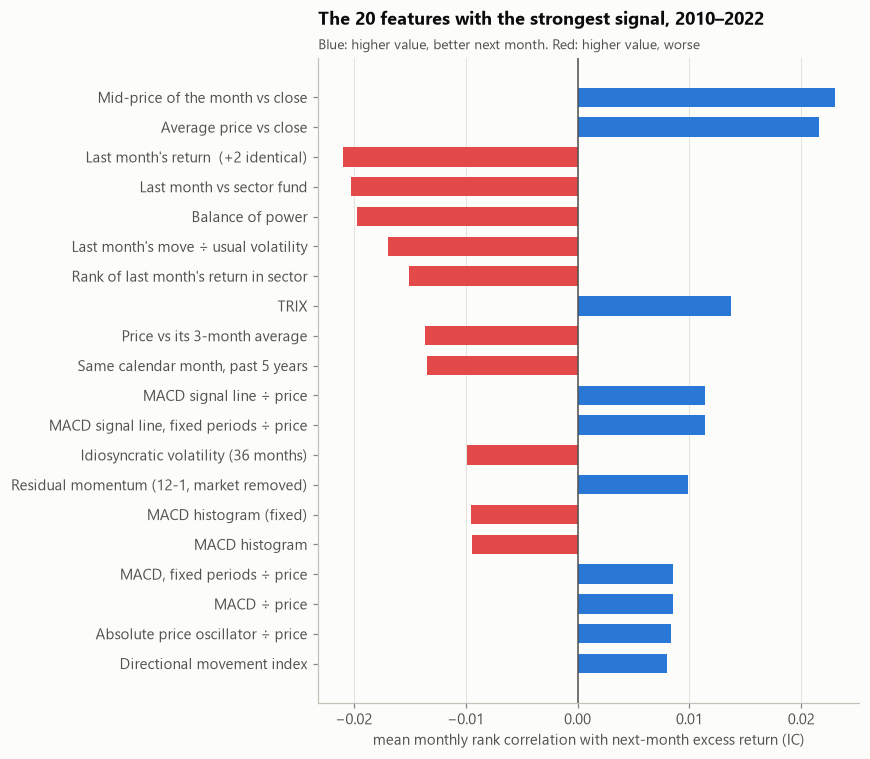 The 20 features with the strongest signal, 2010–2022
Blue: higher value, better next month. Red: higher value, worse
Mid-price of the month vs close
Average price vs close
Last month's return  (+2 identical)
Last month vs sector fund
Balance of power
Last month's move ÷ usual volatility
Rank of last month's return in sector
TRIX
Price vs its 3-month average
Same calendar month, past 5 years
MACD signal line ÷ price
MACD signal line, fixed periods ÷ price
Idiosyncratic volatility (36 months)
Residual momentum (12-1, market removed)
MACD histogram (fixed)
MACD histogram
MACD, fixed periods ÷ price
MACD ÷ price
Absolute price oscillator ÷ price
Directional movement index
−0.02 −0.01 0.00 0.01 0.02
mean monthly rank correlation with next-month excess return (IC)